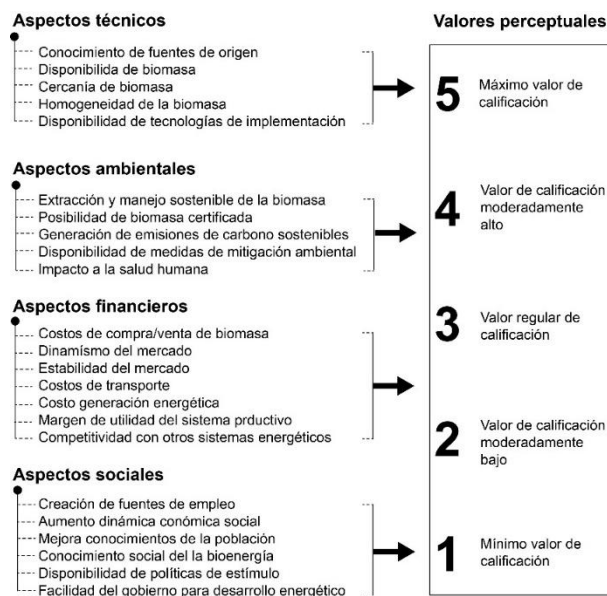 Aspectos técnicos
Conocimiento de fuentes de origen
Disponibilida de biomasa
Cercanía de biomasa
Homogeneidad de la biomasa
Disponibilidad de tecnologías de implementación
Aspectos ambientales
Extracción y manejo sostenible de la biomasa
Posibilidad de biomasa certificada
Generación de emisiones de carbono sostenibles
Disponibilidad de medidas de mitigación ambiental
Impacto a la salud humana
Aspectos financieros
Costos de compra/venta de biomasa
Dinamísmo del mercado
Estabilidad del mercado
Costos de transporte
Costo generación energética
Margen de utilidad del sistema prductivo
Competitividad con otros sistemas energéticos
Aspectos sociales
Creación de fuentes de empleo
Aumento dinámica conómica social
Mejora conocimientos de la población
Conocimiento social del la bioenergía
Disponibilidad de políticas de estímulo
Facilidad del gobierno para desarrollo energético
Valores perceptuales
5
Máximo valor de
calificación
4
Valor de calificación
moderadamente
alto
3
Valor regular de
calificación
2
Valor de calificación
moderadamente
bajo
1
Mínimo valor de
calificación